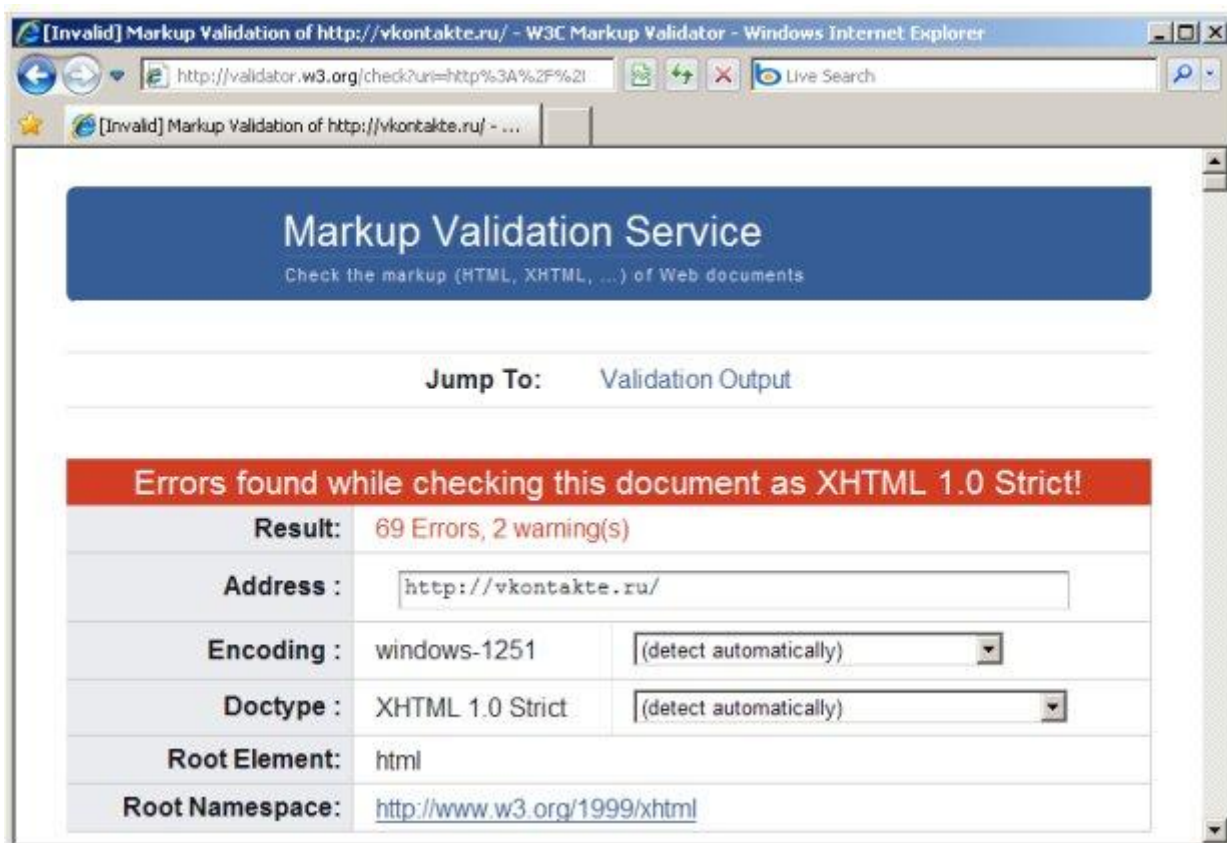 [Invalid] Markup Validation of http://vkontakte.ru/ - W3C Markup Validator - Windows Internet Explorer
http://validator.w3.org/check?uri=http%3A%2F%2I
Live Search
[Invalid] Markup Validation of http://vkontakte.ru/ - ...
Markup Validation Service
Check the markup (HTML, XHTML, ...) of Web documents
Jump To: Validation Output
Errors found while checking this document as XHTML 1.0 Strict!
Result: 69 Errors, 2 warning(s)
Address : http://vkontakte.ru/
Encoding : windows-1251 (detect automatically)
Doctype : XHTML 1.0 Strict (detect automatically)
Root Element: html
Root Namespace: http://www.w3.org/1999/xhtml